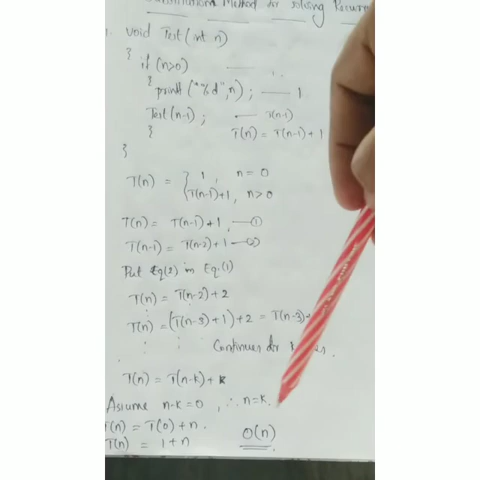 Substitution Method for solving Recurre
void Test(int n)
{
if (n>0)
{
printf("%d",n); — 1
Test(n-1); — T(n-1)
} T(n) = T(n-1)+1
}
T(n) = { 1, n=0
T(n-1)+1, n>0
T(n) = T(n-1)+1, —①
T(n-1) = T(n-2)+1 —②
Put Eq(2) in Eq.(1)
T(n) = T(n-2)+2
T(n) = (T(n-3)+1)+2 = T(n-3)+
Continues for k
T(n) = T(n-k)+k
Assume n-k=0, ∴n=k.
T(n) = T(0)+n.
T(n) = 1+n O(n)